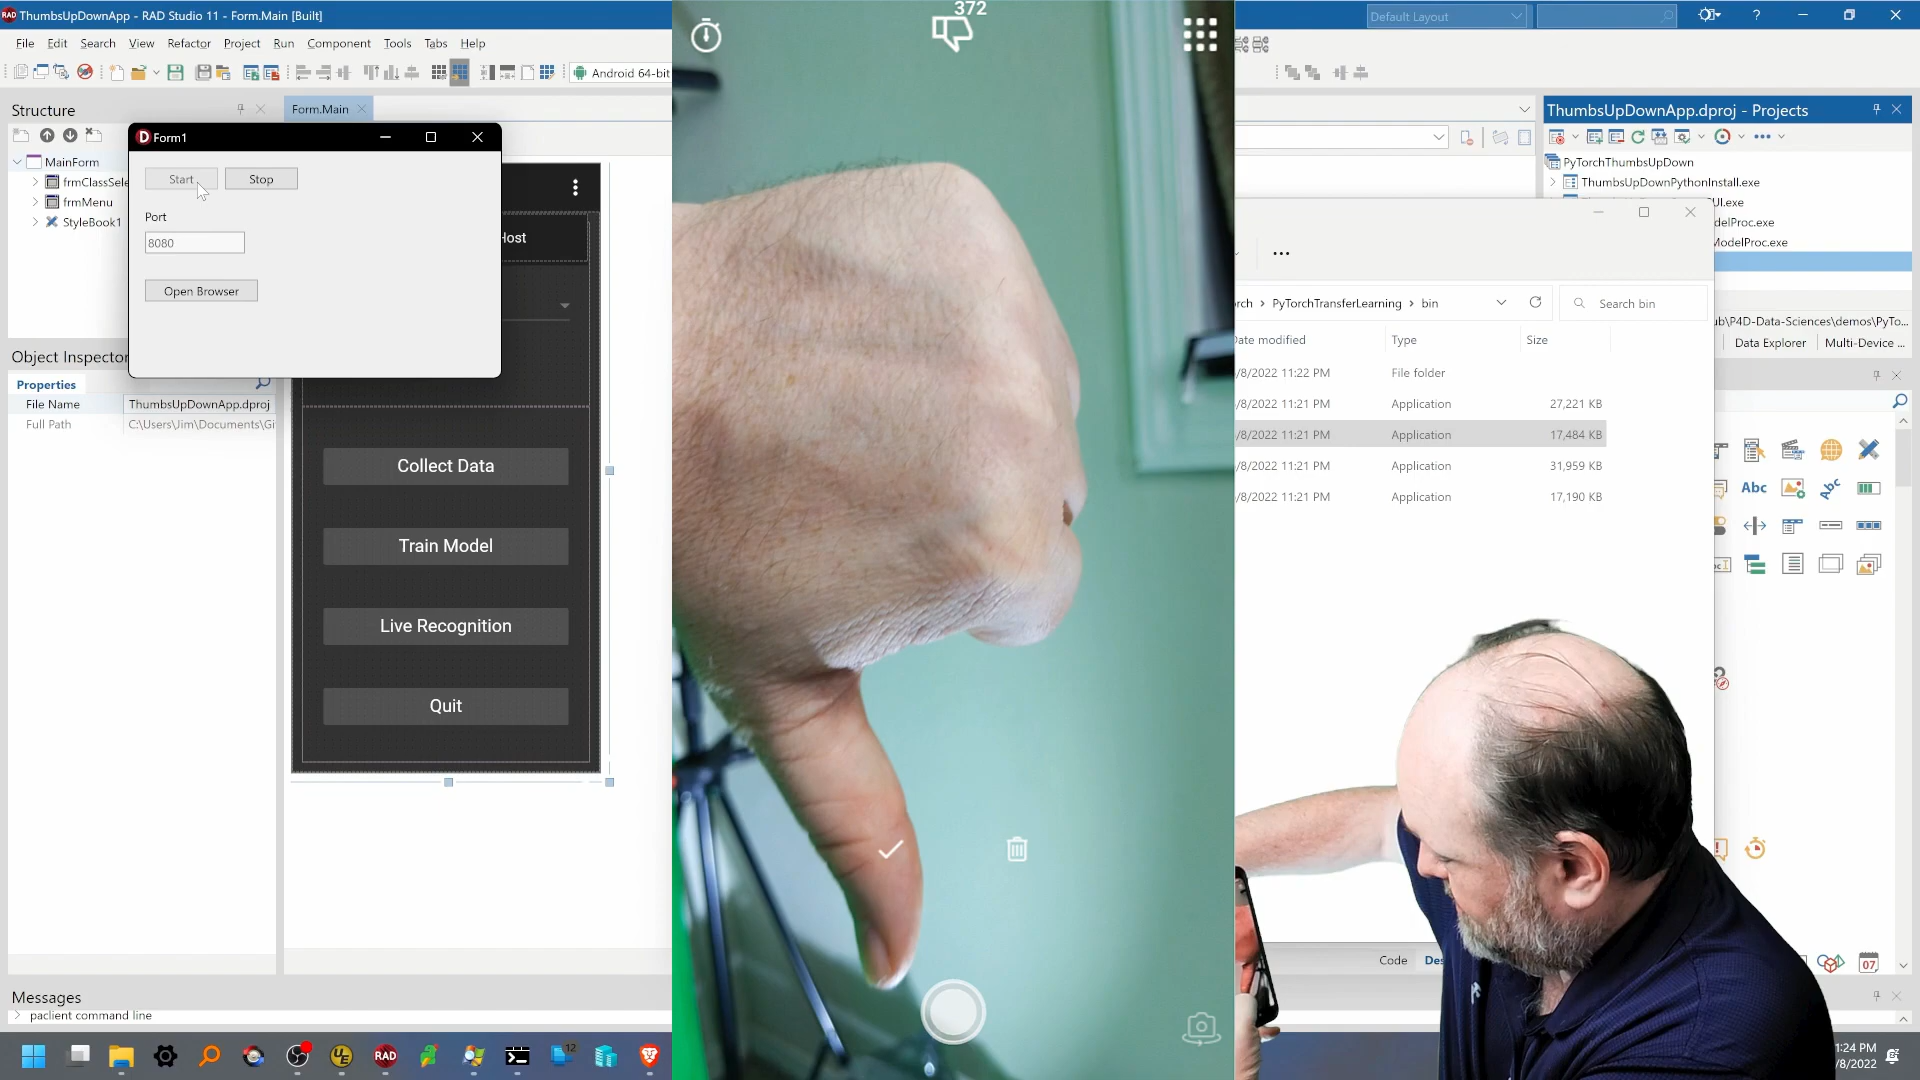 ThumbsUpDownApp - RAD Studio 11 - Form.Main [Built]
Default Layout
?
File Edit Search View Refactor Project Run Component Tools Tabs Help
Android 64-bit
Structure
Form.Main
ThumbsUpDownApp.dproj - Projects
Form1
MainForm
frmClassSele
frmMenu
StyleBook1
Start
Stop
Port
8080
Open Browser
Host
Object Inspector
Properties
File Name ThumbsUpDownApp.dproj
Full Path C:\Users\Jim\Documents\Gi
Collect Data
Train Model
Live Recognition
Quit
372
PyTorchThumbsUpDown
ThumbsUpDownPythonInstall.exe
UI.exe
delProc.exe
ModelProc.exe
orch > PyTorchTransferLearning > bin
Search bin
Date modified Type Size
/8/2022 11:22 PM File folder
/8/2022 11:21 PM Application 27,221 KB
/8/2022 11:21 PM Application 17,484 KB
/8/2022 11:21 PM Application 31,959 KB
/8/2022 11:21 PM Application 17,190 KB
ub\P4D-Data-Sciences\demos\PyTo...
Data Explorer Multi-Device ...
Abc
Abc
Code Des
07
Messages
paclient command line
UE
RAD
12
1:24 PM
/8/2022